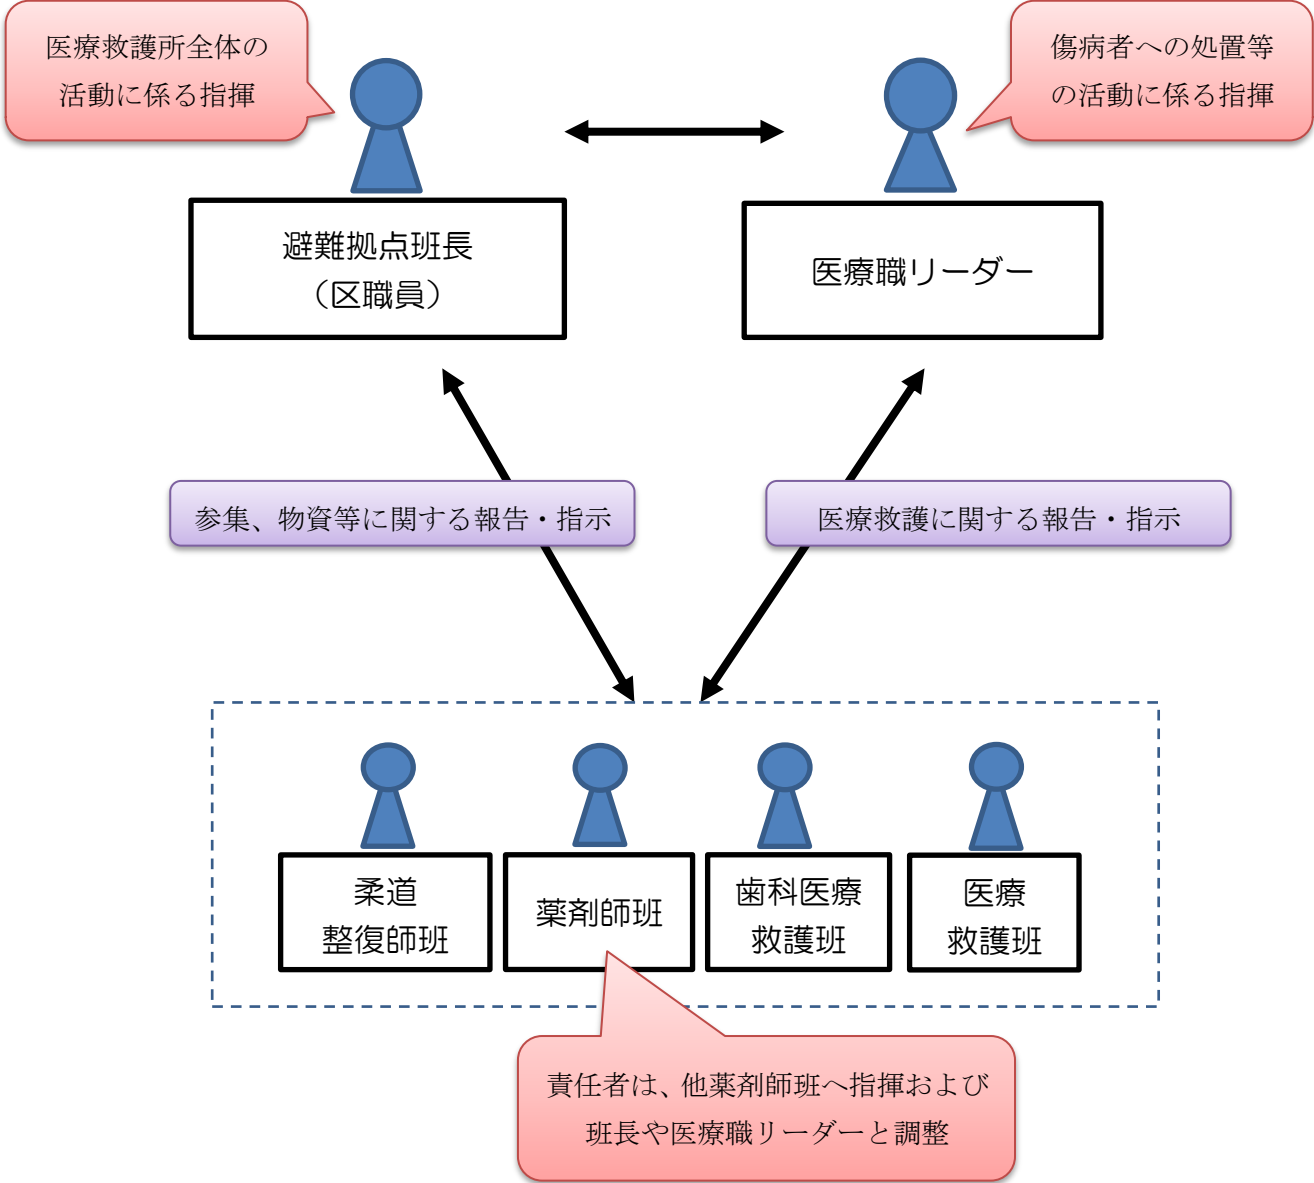 医療救護所全体の
活動に係る指揮
傷病者への処置等
の活動に係る指揮
避難拠点班長
（区職員）
医療職リーダー
参集、物資等に関する報告・指示
医療救護に関する報告・指示
柔道
整復師班
薬剤師班
歯科医療
救護班
医療
救護班
責任者は、他薬剤師班へ指揮および
班長や医療職リーダーと調整